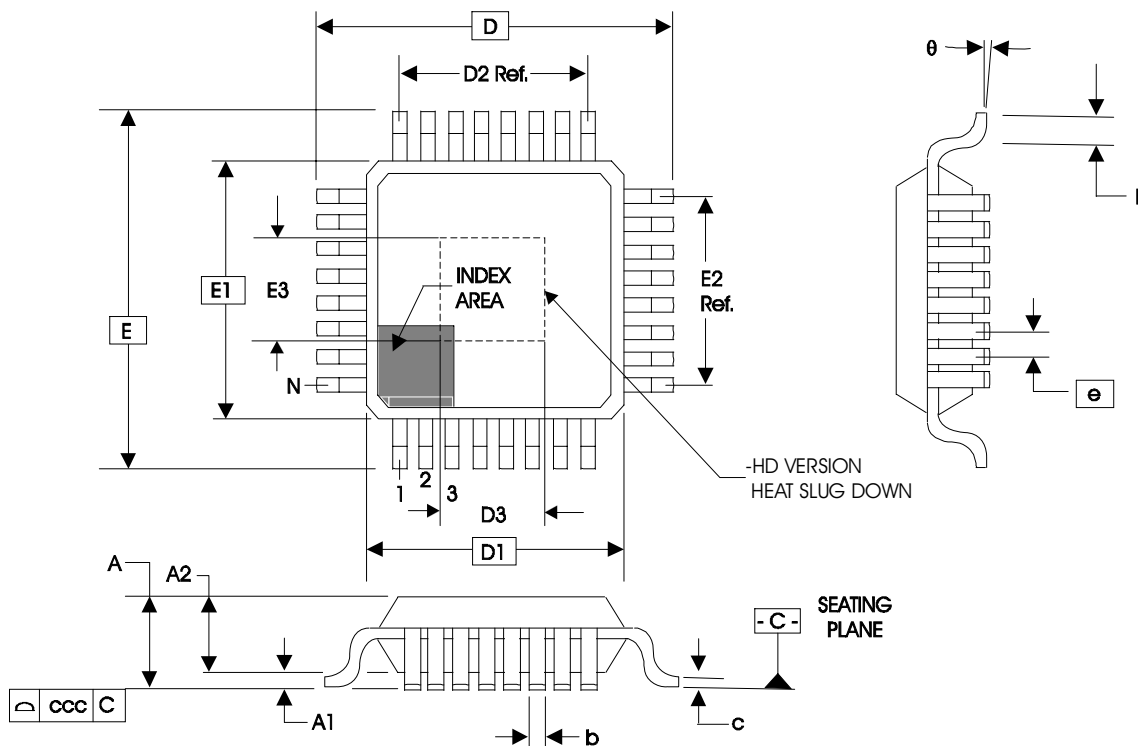 D
θ
D2 Ref.
E1
E3
INDEX
AREA
E2
Ref.
E
N
e
1
2
3
-HD VERSION
HEAT SLUG DOWN
D3
D1
A
A2
- C -
SEATING
PLANE
ccc C
A1
b
c